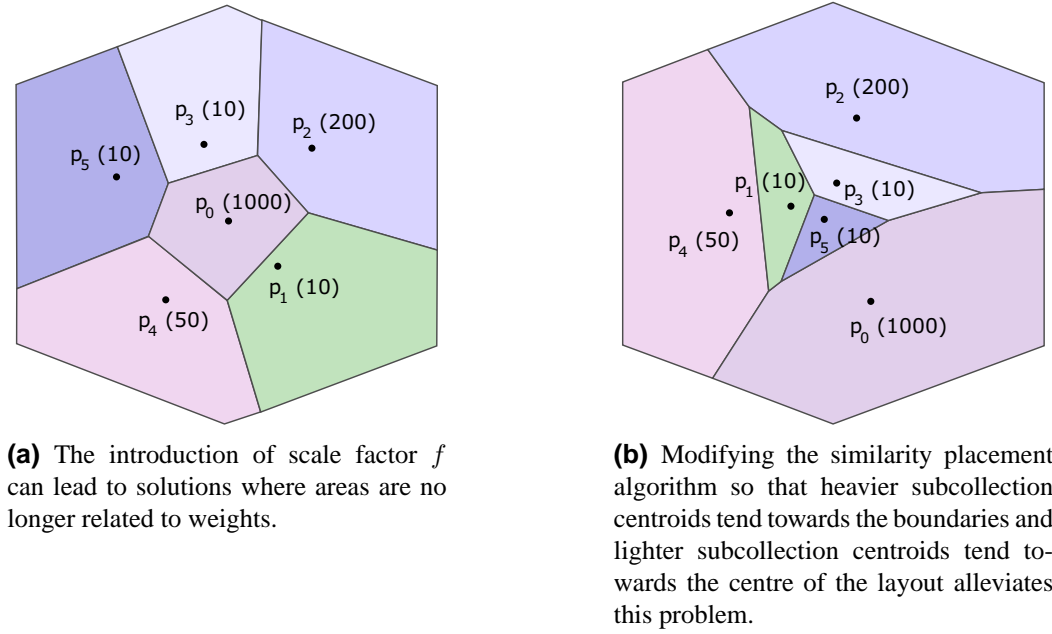 p3 (10)
p2 (200)
p5 (10)
p0 (1000)
p1 (10)
p4 (50)
(a) The introduction of scale factor f
can lead to solutions where areas are no
longer related to weights.
p2 (200)
p1 (10)
p3 (10)
p4 (50)
p5 (10)
p0 (1000)
(b) Modifying the similarity placement
algorithm so that heavier subcollection
centroids tend towards the boundaries and
lighter subcollection centroids tend to-
wards the centre of the layout alleviates
this problem.